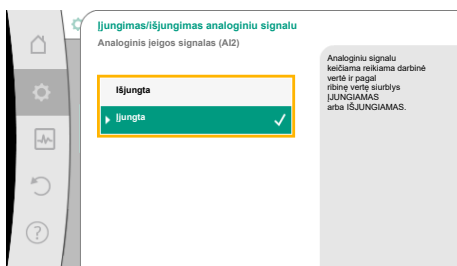 Įjungimas/išjungimas analoginiu signalu
Analoginis įeigos signalas (AI2)
Išjungta
Įjungta
Analoginiu signalu
keičiama reikiama darbinė
vertė ir pagal
ribinę vertę siurblys
ĮJUNGIAMAS
arba IŠJUNGIAMAS.
?